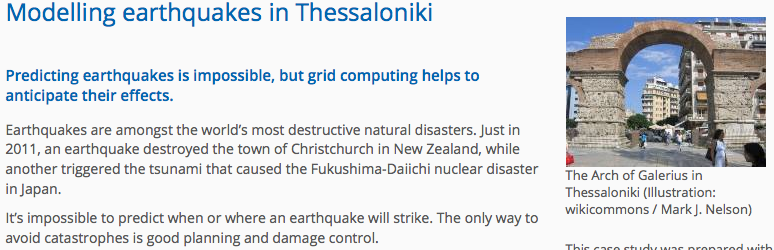 Modelling earthquakes in Thessaloniki
Predicting earthquakes is impossible, but grid computing helps to
anticipate their effects.
Earthquakes are amongst the world's most destructive natural disasters. Just in
2011, an earthquake destroyed the town of Christchurch in New Zealand, while
another triggered the tsunami that caused the Fukushima-Daiichi nuclear disaster
in Japan.
It's impossible to predict when or where an earthquake will strike. The only way to
avoid catastrophes is good planning and damage control.
The Arch of Galerius in
Thessaloniki (Illustration:
wikicommons / Mark J. Nelson)
This case study was prepared with